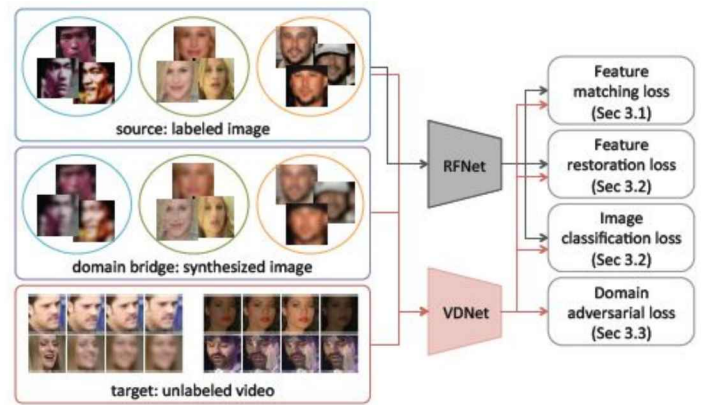 source: labeled image
domain bridge: synthesized image
target: unlabeled video
RFNet
VDNet
Feature
matching loss
(Sec 3.1)
Feature
restoration loss
(Sec 3.2)
Image
classification loss
(Sec 3.2)
Domain
adversarial loss
(Sec 3.3)